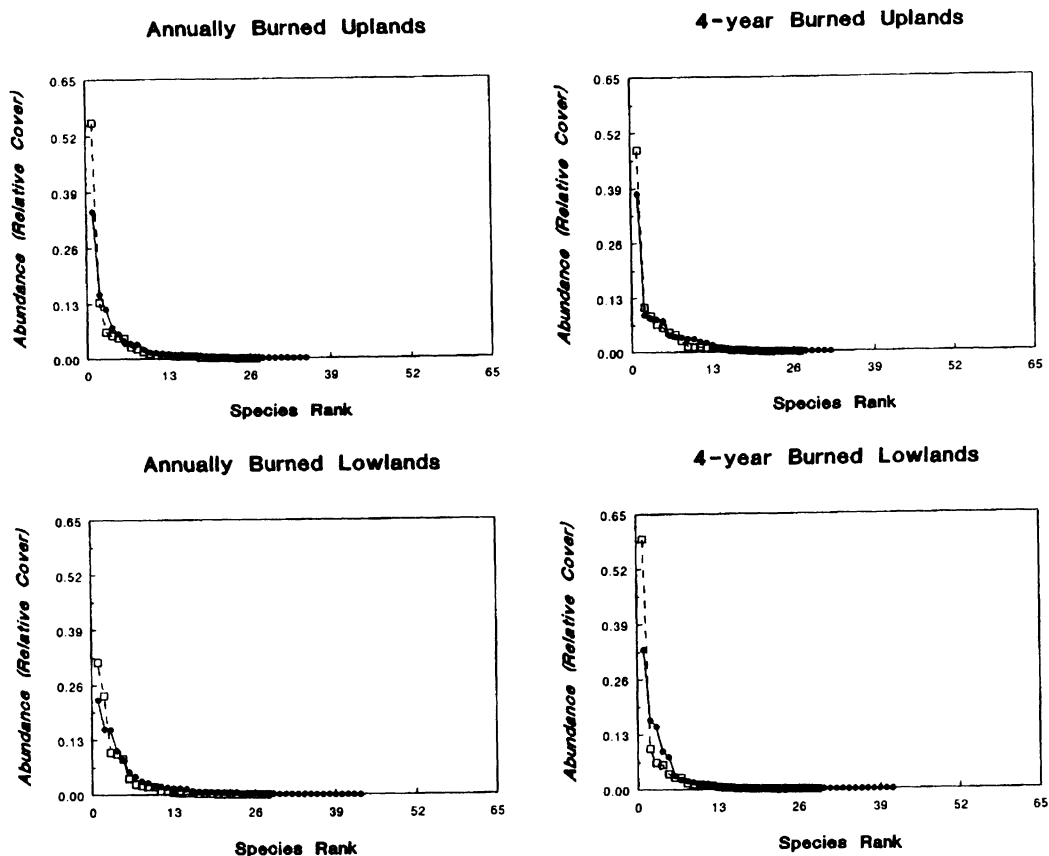 Annually Burned Uplands
Abundance (Relative Cover)
0.65
0.52
0.39
0.26
0.13
0.00
0 13 26 39 52 65
Species Rank
4-year Burned Uplands
Abundance (Relative Cover)
0.65
0.52
0.39
0.26
0.13
0.00
0 13 26 39 52 65
Species Rank
Annually Burned Lowlands
Abundance (Relative Cover)
0.65
0.52
0.39
0.26
0.13
0.00
0 13 26 39 52 65
Species Rank
4-year Burned Lowlands
Abundance (Relative Cover)
0.65
0.52
0.39
0.26
0.13
0.00
0 13 26 39 52 65
Species Rank